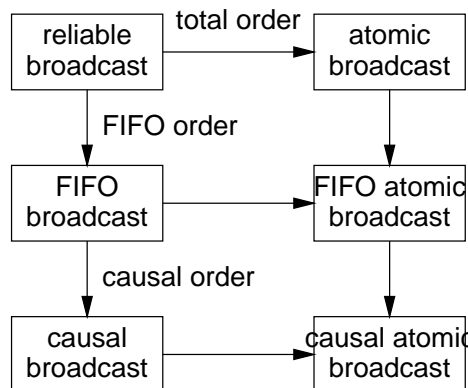 reliable
broadcast
total order
atomic
broadcast
FIFO order
FIFO
broadcast
FIFO atomic
broadcast
causal order
causal
broadcast
causal atomic
broadcast